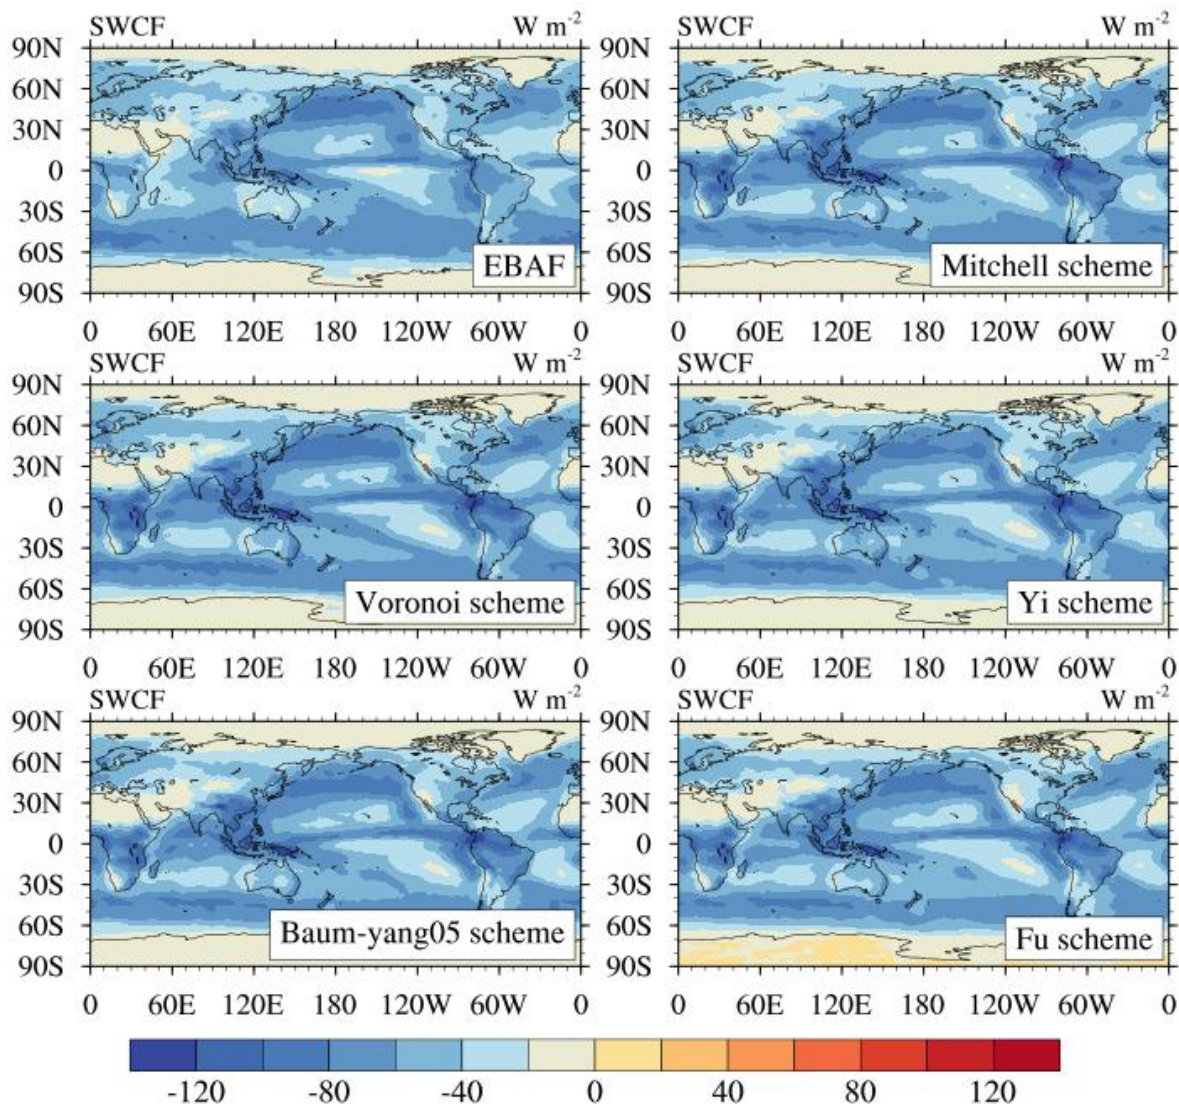 SWCF W m-2 SWCF W m-2
90N 90N
60N 60N
30N 30N
0 0
30S 30S
60S 60S
EBAF Mitchell scheme
90S 90S
0 60E 120E 180 120W 60W 0 0 60E 120E 180 120W 60W 0
SWCF W m-2 SWCF W m-2
90N 90N
60N 60N
30N 30N
0 0
30S 30S
60S 60S
Voronoi scheme Yi scheme
90S 90S
0 60E 120E 180 120W 60W 0 0 60E 120E 180 120W 60W 0
SWCF W m-2 SWCF W m-2
90N 90N
60N 60N
30N 30N
0 0
30S 30S
60S 60S
Baum-yang05 scheme Fu scheme
90S 90S
0 60E 120E 180 120W 60W 0 0 60E 120E 180 120W 60W 0
-120 -80 -40 0 40 80 120